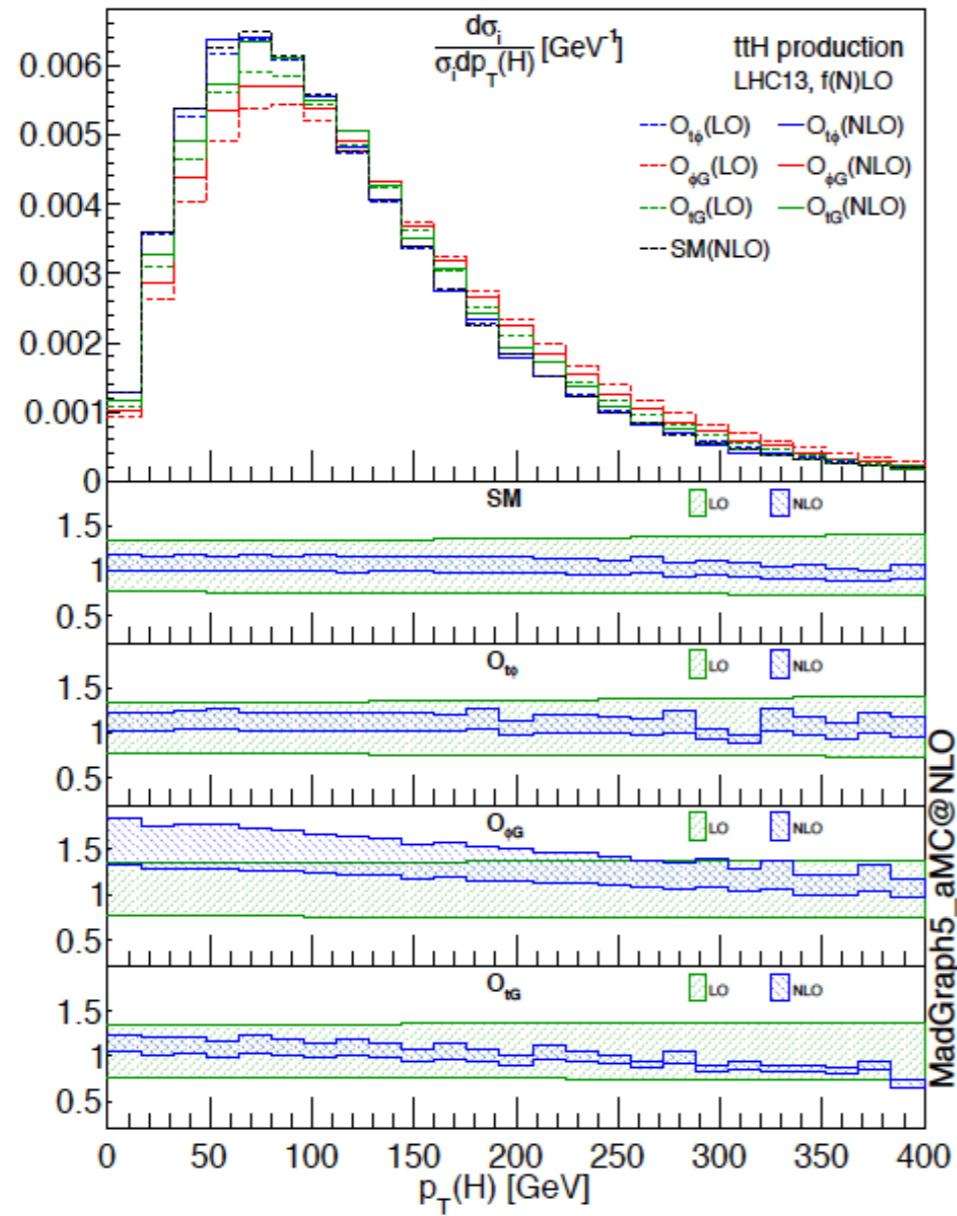 dσᵢ
σᵢdp_T(H) [GeV⁻¹]
ttH production
LHC13, f(N)LO
O_tϕ(LO) O_tϕ(NLO)
O_ϕG(LO) O_ϕG(NLO)
O_tG(LO) O_tG(NLO)
SM(NLO)
0.006
0.005
0.004
0.003
0.002
0.001
0
SM LO NLO
1.5
1
0.5
O_tϕ LO NLO
1.5
1
0.5
O_ϕG LO NLO
1.5
1
0.5
O_tG LO NLO
1.5
1
0.5
0 50 100 150 200 250 300 350 400
p_T(H) [GeV]
MadGraph5_aMC@NLO